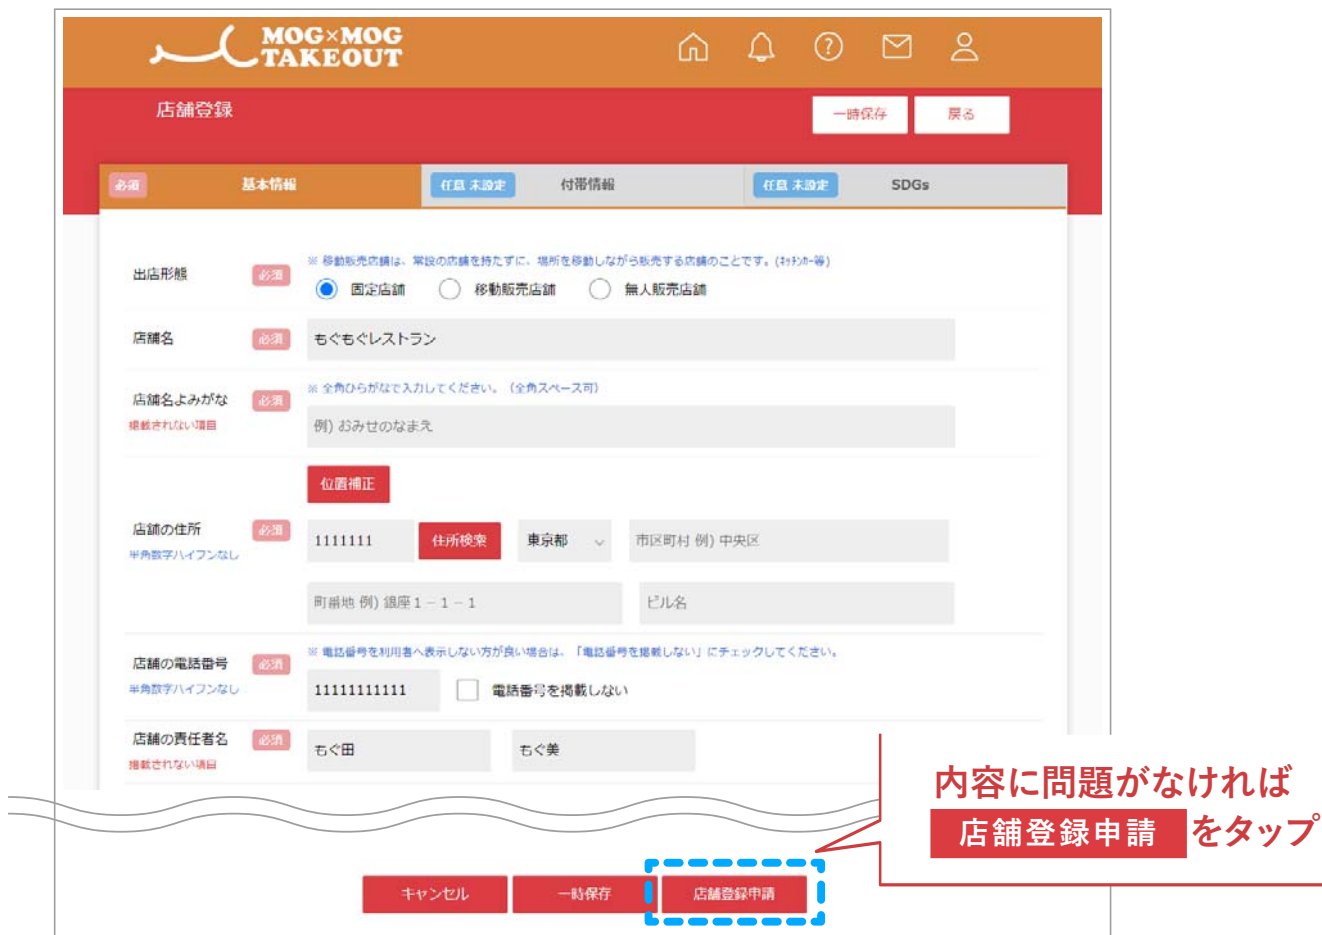 MOG×MOG
TAKEOUT
店舗登録
一時保存
戻る
必須
基本情報
任意 未設定
付帯情報
任意 未設定
SDGs
※ 移動販売店舗は、常設の店舗を持たずに、場所を移動しながら販売する店舗のことです。(ｷｯﾁﾝｶｰ等)
出店形態
必須
固定店舗
移動販売店舗
無人販売店舗
店舗名
必須
もぐもぐレストラン
※ 全角ひらがなで入力してください。（全角スペース可）
店舗名よみがな
必須
掲載されない項目
例) おみせのなまえ
位置補正
店舗の住所
必須
半角数字ハイフンなし
1111111
住所検索
東京都
市区町村 例) 中央区
町番地 例) 銀座１－１－１
ビル名
※ 電話番号を利用者へ表示しない方が良い場合は、「電話番号を掲載しない」にチェックしてください。
店舗の電話番号
必須
半角数字ハイフンなし
11111111111
電話番号を掲載しない
店舗の責任者名
必須
掲載されない項目
もぐ田
もぐ美
内容に問題がなければ
店舗登録申請 をタップ
キャンセル
一時保存
店舗登録申請